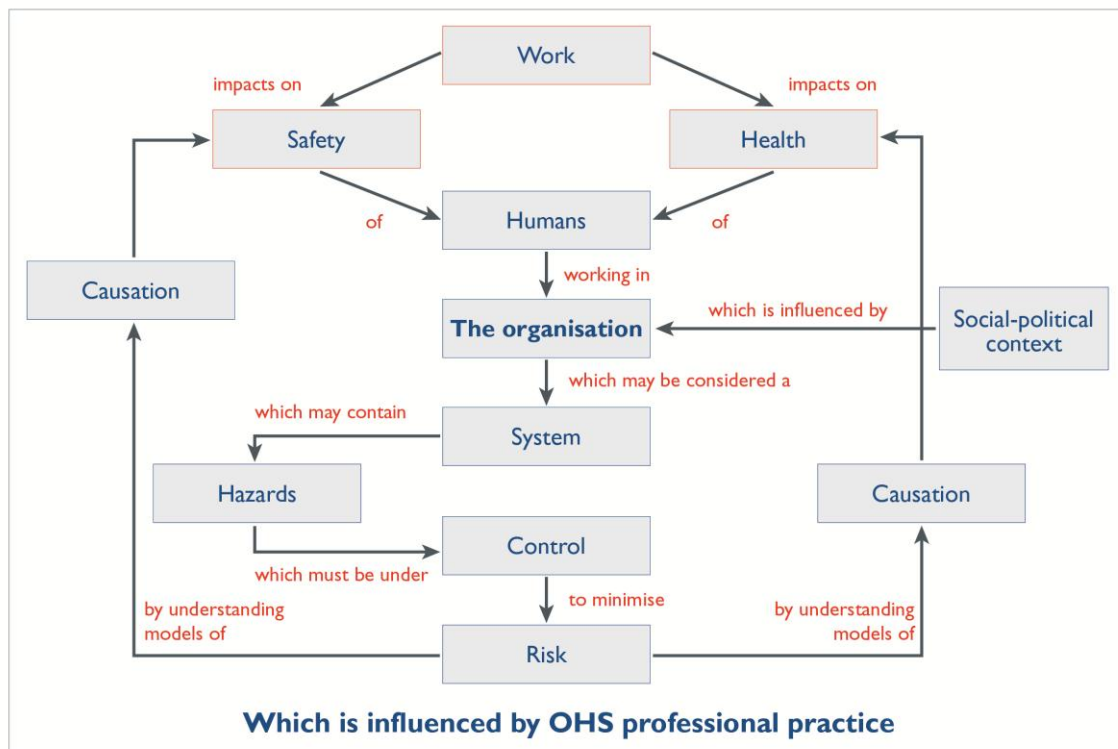 Work
impacts on
impacts on
Safety
Health
of
Humans
of
working in
Causation
The organisation
which is influenced by
Social-political
context
which may be considered a
which may contain
System
Hazards
Causation
Control
which must be under
to minimise
by understanding
models of
by understanding
models of
Risk
Which is influenced by OHS professional practice